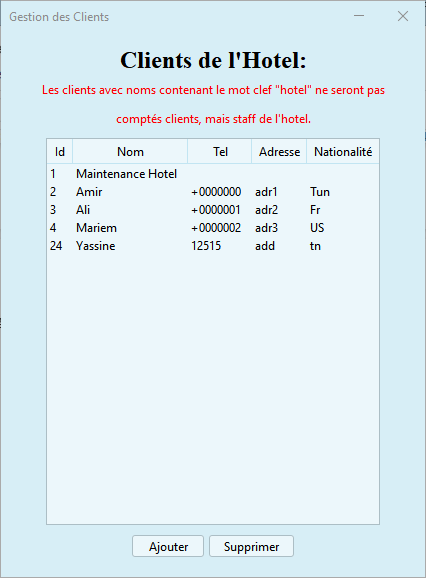 Gestion des Clients
Clients de l'Hotel:
Les clients avec noms contenant le mot clef "hotel" ne seront pas
comptés clients, mais staff de l'hotel.
Id Nom Tel Adresse Nationalité
1 Maintenance Hotel
2 Amir +0000000 adr1 Tun
3 Ali +0000001 adr2 Fr
4 Mariem +0000002 adr3 US
24 Yassine 12515 add tn
Ajouter Supprimer